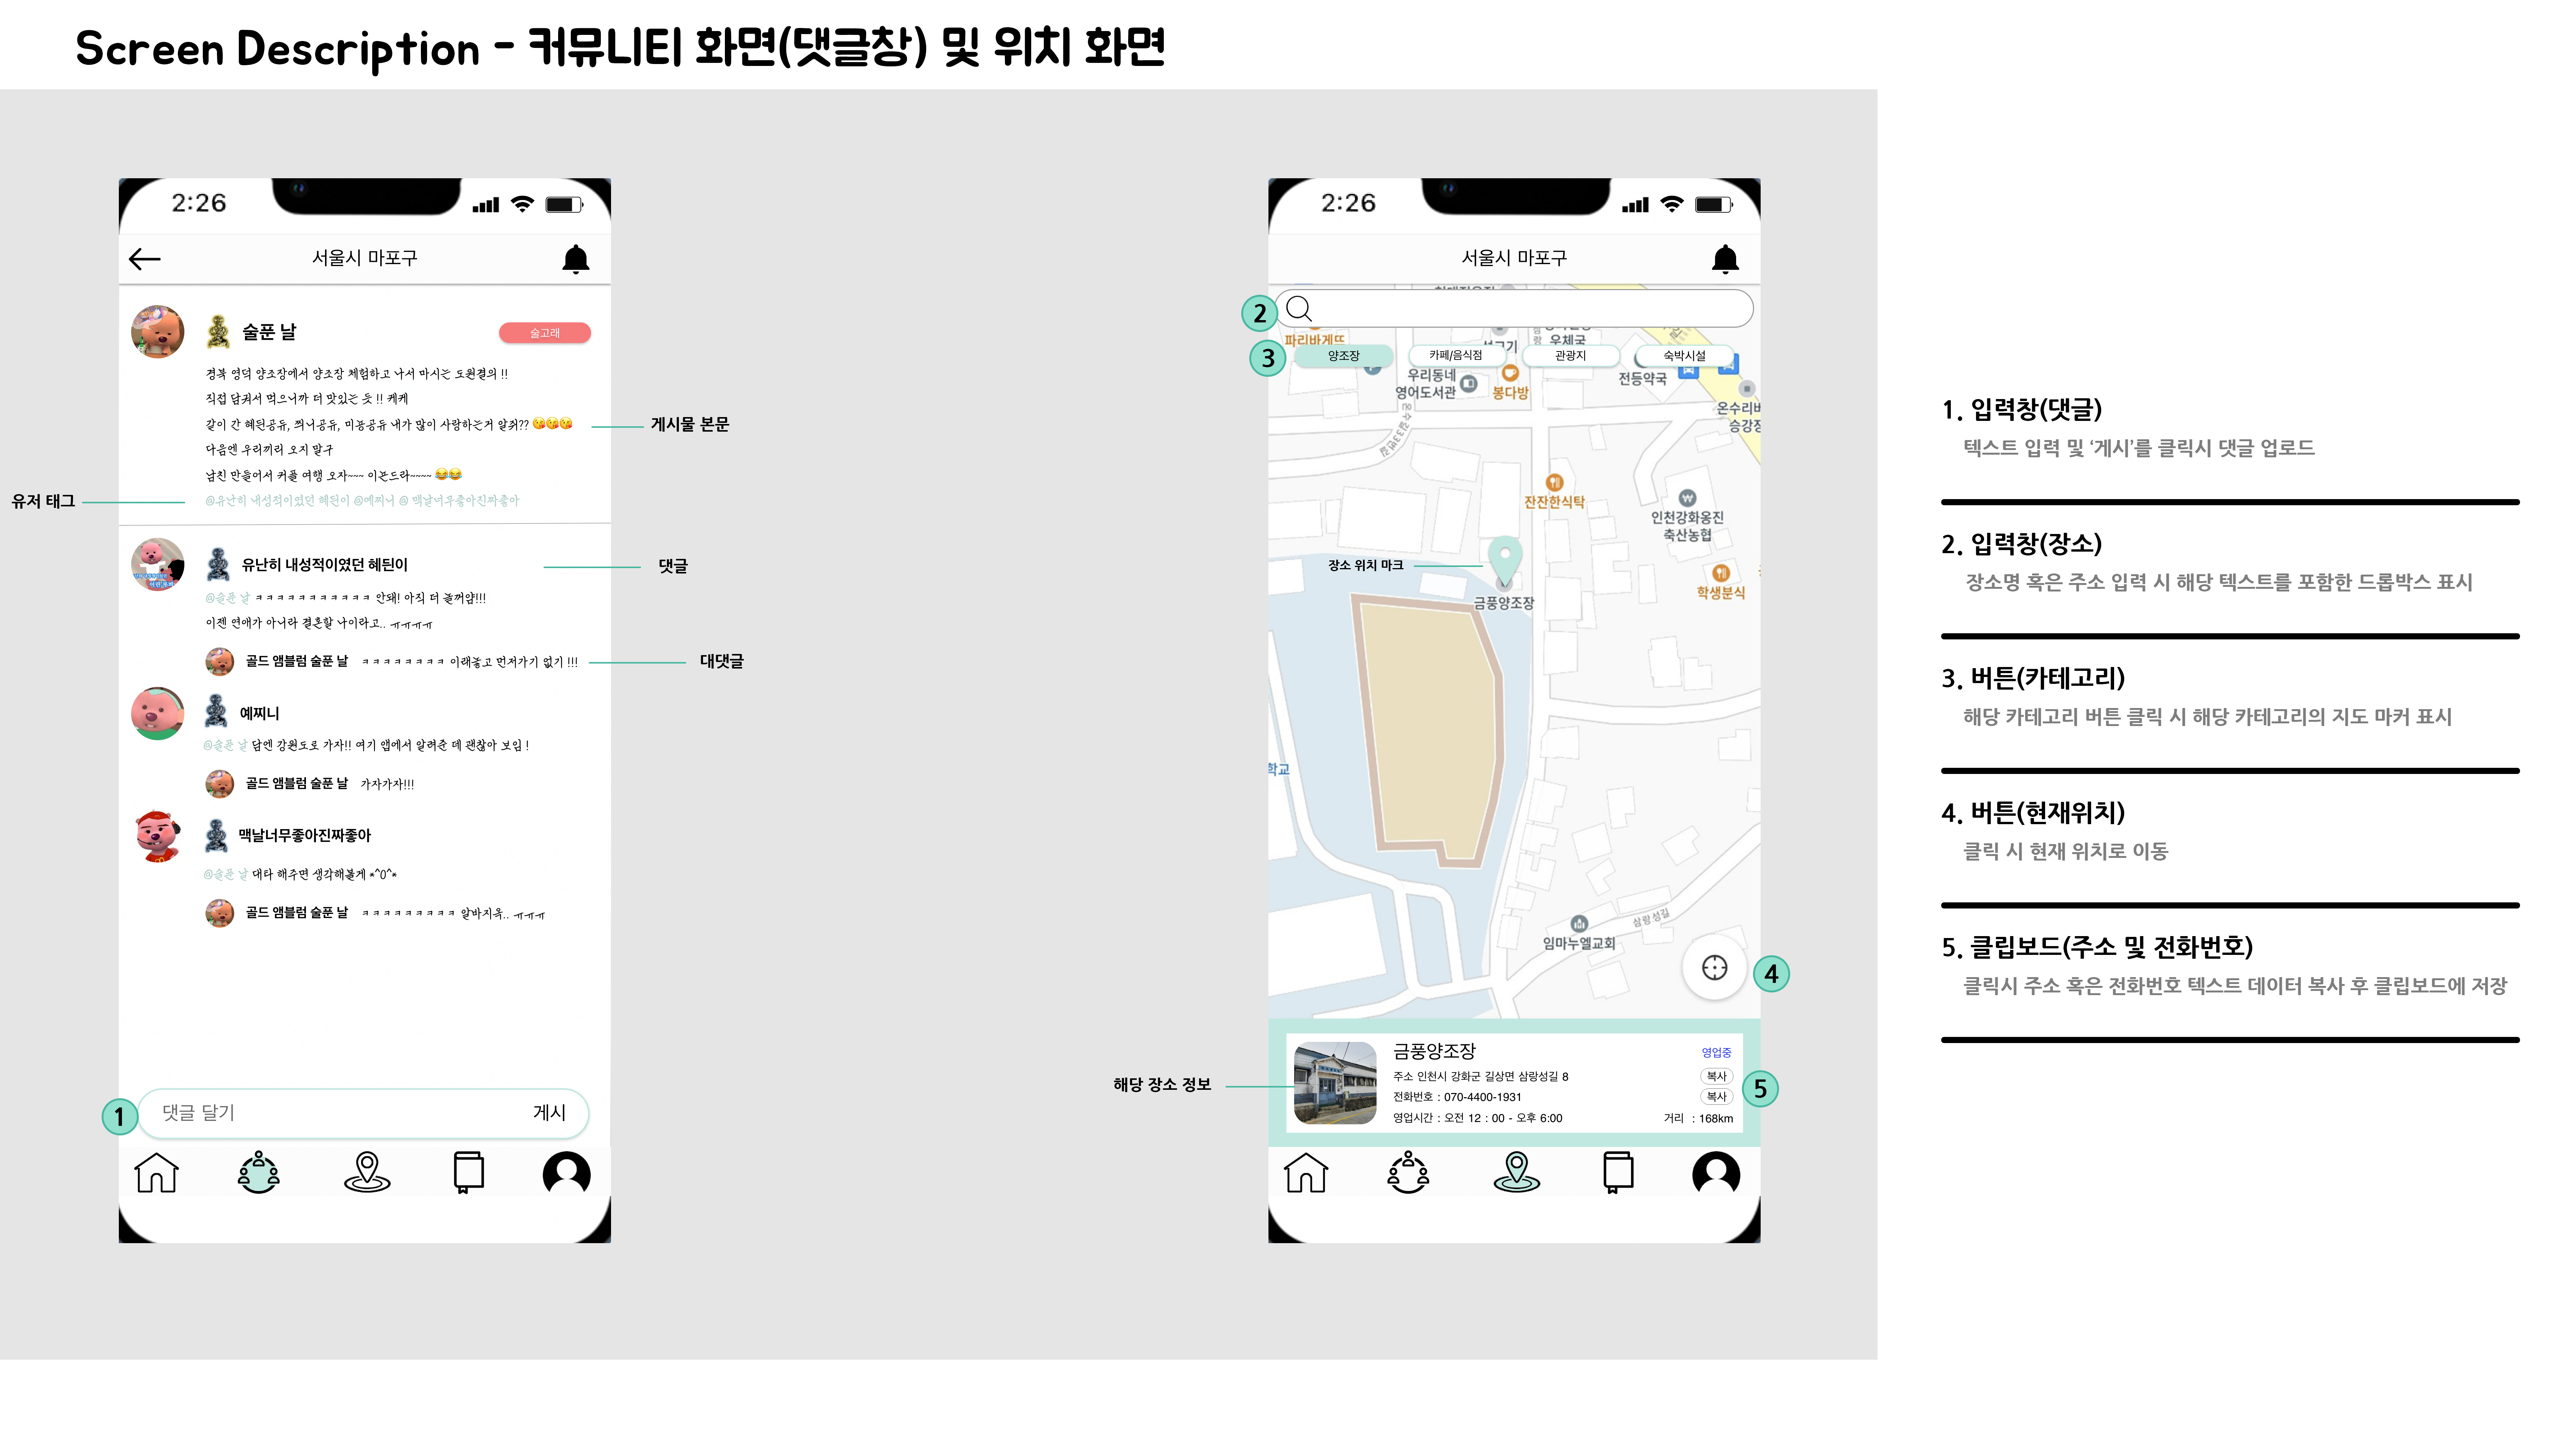 Screen Description - 커뮤니티 화면(댓글창) 및 위치 화면
2:26
서울시 마포구
술푼 날
술고래
경북 영덕 양조장에서 양조장 체험하고 나서 마시는 도원결의 !!
직접 담궈서 먹으니까 더 맛있는 듯 !! 케케
같이 간 혜된공듀, 찌니공듀, 미눙공듀 내가 많이 사랑하는거 알죄?? 😘😘😘
다음엔 우리끼리 오지 말구
남친 만들어서 커플 여행 오자~~~ 이쁜드라~~~~ 😂😂
@유난히 내성적이였던 혜된이 @예찌니 @ 맥날너무좋아진짜좋아
게시물 본문
유저 태그
유난히 내성적이였던 혜된이
@술푼 날 ㅋㅋㅋㅋㅋㅋㅋㅋㅋㅋㅋ 안돼! 아직 더 놀꺼얌!!!
이젠 연애가 아니라 결혼할 나이라고.. ㅠㅠㅠㅠ
댓글
골드 앰블럼 술푼 날 ㅋㅋㅋㅋㅋㅋㅋㅋ 이래놓고 먼저가기 없기 !!!
대댓글
예찌니
@술푼 날 담엔 강원도로 가자!! 여기 앱에서 알려준 데 괜찮아 보임 !
골드 앰블럼 술푼 날 가자가자!!!
맥날너무좋아진짜좋아
@술푼 날 대타 해주면 생각해볼게 *^0^*
골드 앰블럼 술푼 날 ㅋㅋㅋㅋㅋㅋㅋㅋㅋ 알바지옥.. ㅠㅠㅠ
1
댓글 달기
게시
2:26
서울시 마포구
2
3
파리바게뜨
우체국
양조장
카페/음식점
관광지
숙박시설
우리동네
영어도서관
봉다방
전등약국
온수리버
승강장
잔잔한식탁
인천강화옹진
축산농협
장소 위치 마크
금풍양조장
학생분식
학교
삼랑성길
임마누엘교회
4
해당 장소 정보
금풍양조장
영업중
주소 인천시 강화군 길상면 삼랑성길 8
복사
5
전화번호 : 070-4400-1931
복사
영업시간 : 오전 12 : 00 - 오후 6:00
거리 : 168km
1. 입력창(댓글)
텍스트 입력 및 ‘게시’를 클릭시 댓글 업로드
2. 입력창(장소)
장소명 혹은 주소 입력 시 해당 텍스트를 포함한 드롭박스 표시
3. 버튼(카테고리)
해당 카테고리 버튼 클릭 시 해당 카테고리의 지도 마커 표시
4. 버튼(현재위치)
클릭 시 현재 위치로 이동
5. 클립보드(주소 및 전화번호)
클릭시 주소 혹은 전화번호 텍스트 데이터 복사 후 클립보드에 저장